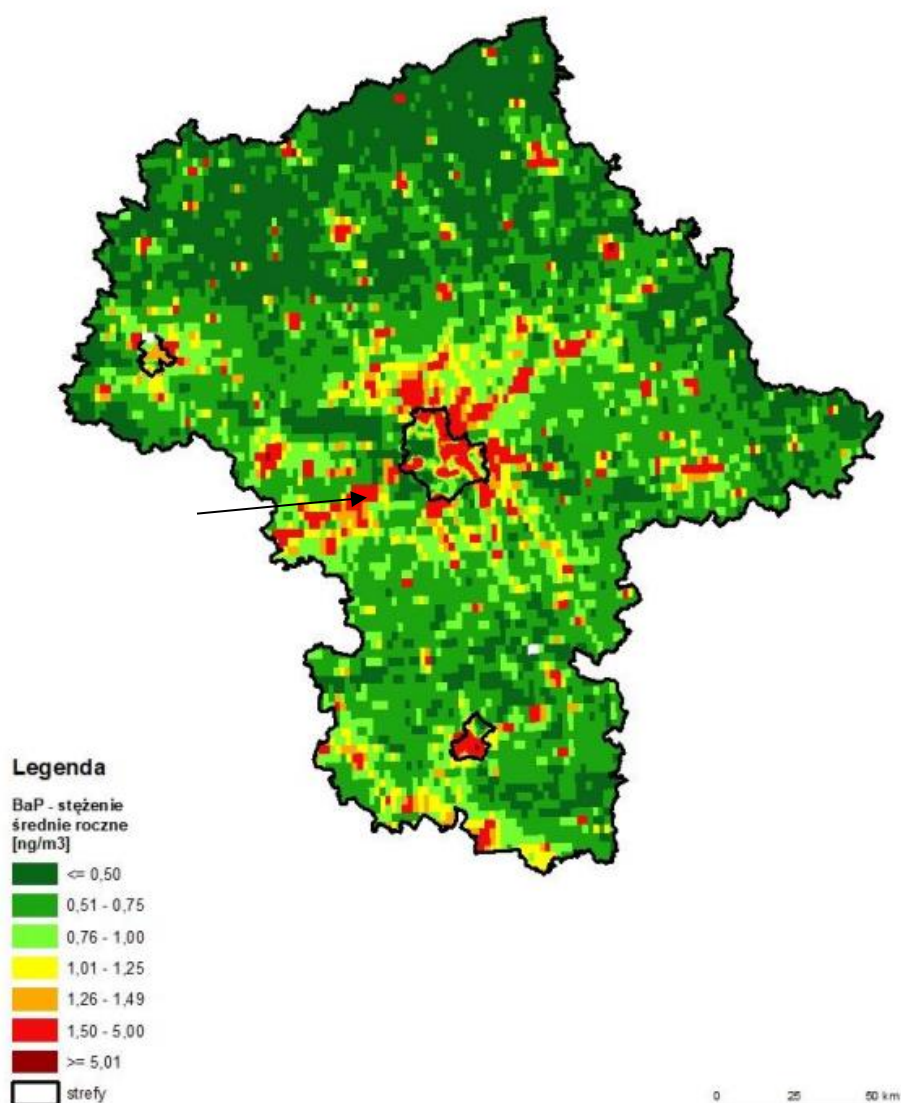 Legenda
BaP - stężenie
średnie roczne
[ng/m3]
<= 0,50
0,51 - 0,75
0,76 - 1,00
1,01 - 1,25
1,26 - 1,49
1,50 - 5,00
>= 5,01
strefy
0 25 50 km